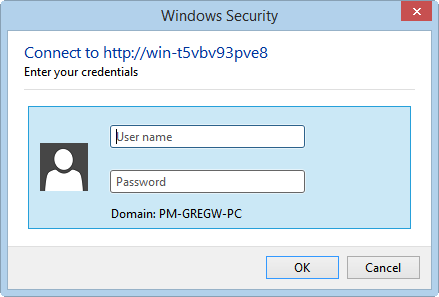 Windows Security
Connect to http://win-t5vbv93pve8
Enter your credentials
User name
Password
Domain: PM-GREGW-PC
OK
Cancel